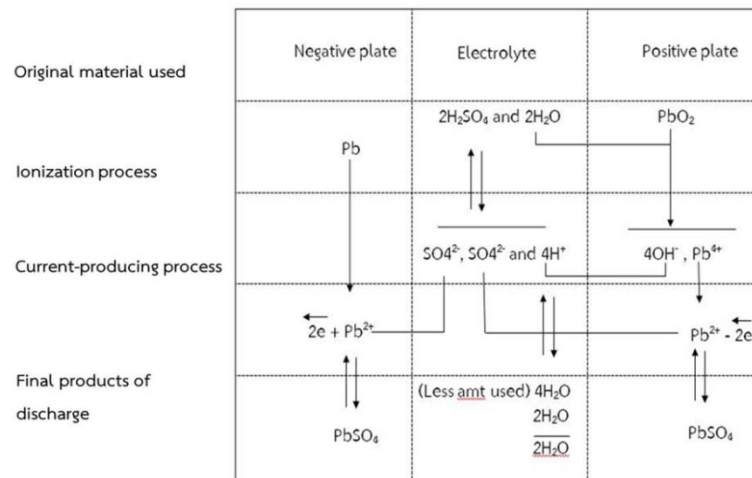 Negative plate Electrolyte Positive plate
Original material used
2H₂SO₄ and 2H₂O PbO₂
Pb
Ionization process
SO4²⁻, SO4²⁻ and 4H⁺ 4OH⁻ , Pb⁴⁺
Current-producing process
2e + Pb²⁺ Pb²⁺ - 2e
Final products of
discharge
(Less amt used) 4H₂O
2H₂O
PbSO₄ PbSO₄
2H₂O